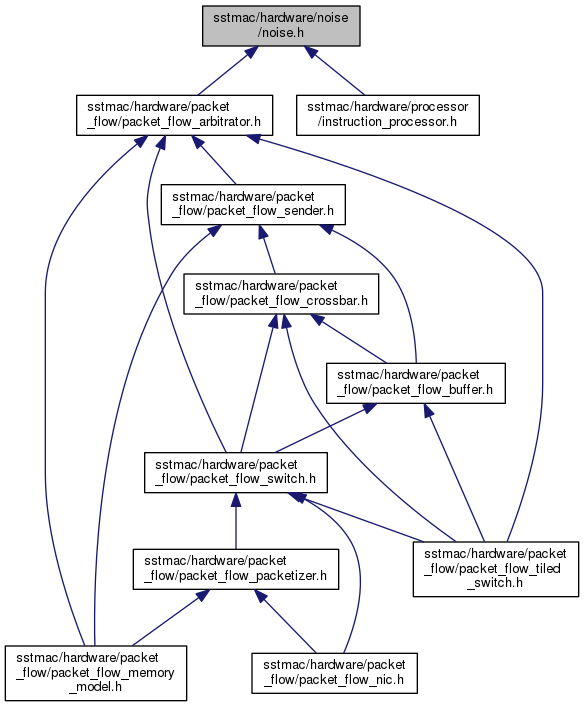 sstmac/hardware/noise
/noise.h
sstmac/hardware/packet
_flow/packet_flow_arbitrator.h
sstmac/hardware/processor
/instruction_processor.h
sstmac/hardware/packet
_flow/packet_flow_sender.h
sstmac/hardware/packet
_flow/packet_flow_crossbar.h
sstmac/hardware/packet
_flow/packet_flow_buffer.h
sstmac/hardware/packet
_flow/packet_flow_switch.h
sstmac/hardware/packet
_flow/packet_flow_tiled
_switch.h
sstmac/hardware/packet
_flow/packet_flow_packetizer.h
sstmac/hardware/packet
_flow/packet_flow_memory
_model.h
sstmac/hardware/packet
_flow/packet_flow_nic.h